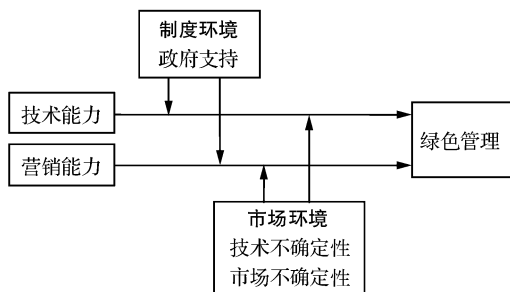 制度环境
政府支持
技术能力
绿色管理
营销能力
市场环境
技术不确定性
市场不确定性